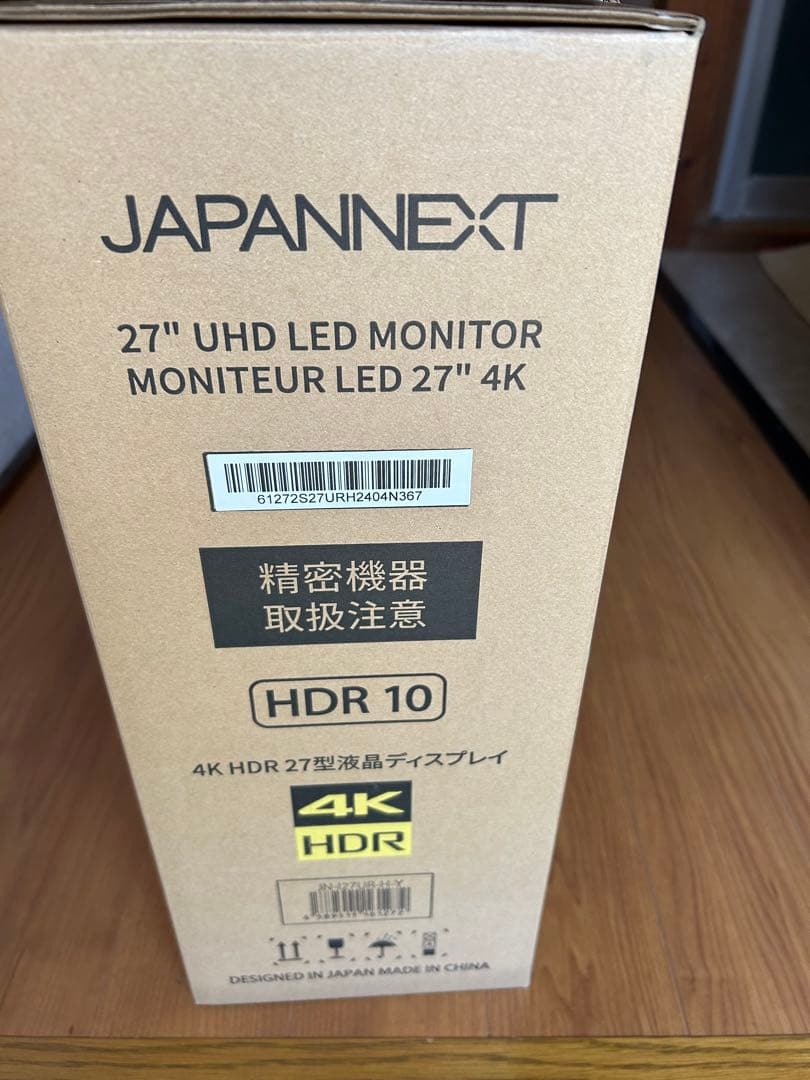 JAPANNEXT
27" UHD LED MONITOR
MONITEUR LED 27" 4K
61272S27URH2404N367
精密機器
取扱注意
HDR 10
4K HDR 27型液晶ディスプレイ
4K
HDR
DESIGNED IN JAPAN MADE IN CHINA